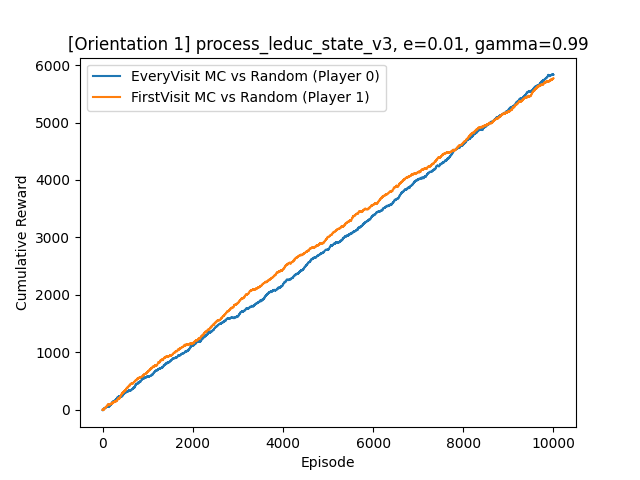 [Orientation 1] process_leduc_state_v3, e=0.01, gamma=0.99
EveryVisit MC vs Random (Player 0)
FirstVisit MC vs Random (Player 1)
6000
5000
4000
3000
2000
1000
0
Cumulative Reward
0 2000 4000 6000 8000 10000
Episode